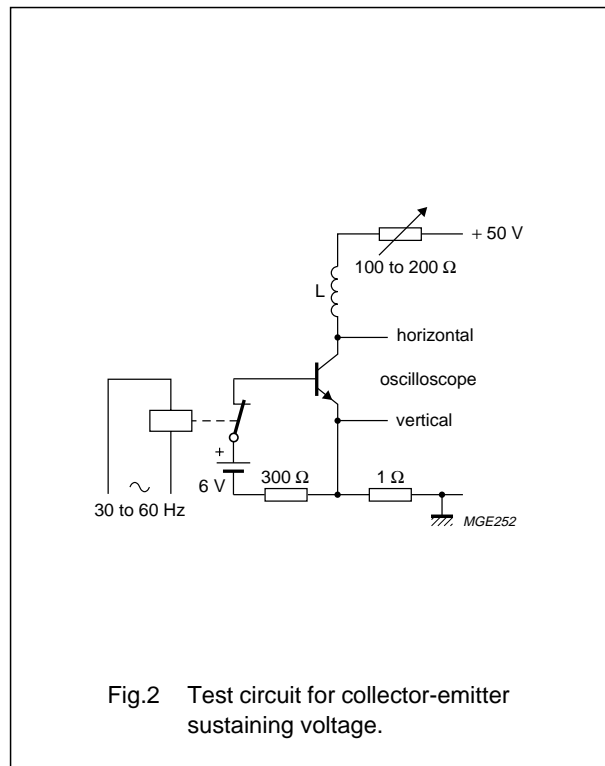 + 50 V
100 to 200 Ω
L
horizontal
oscilloscope
vertical
+
6 V
300 Ω
1 Ω
30 to 60 Hz
MGE252
Fig.2 Test circuit for collector-emitter
sustaining voltage.